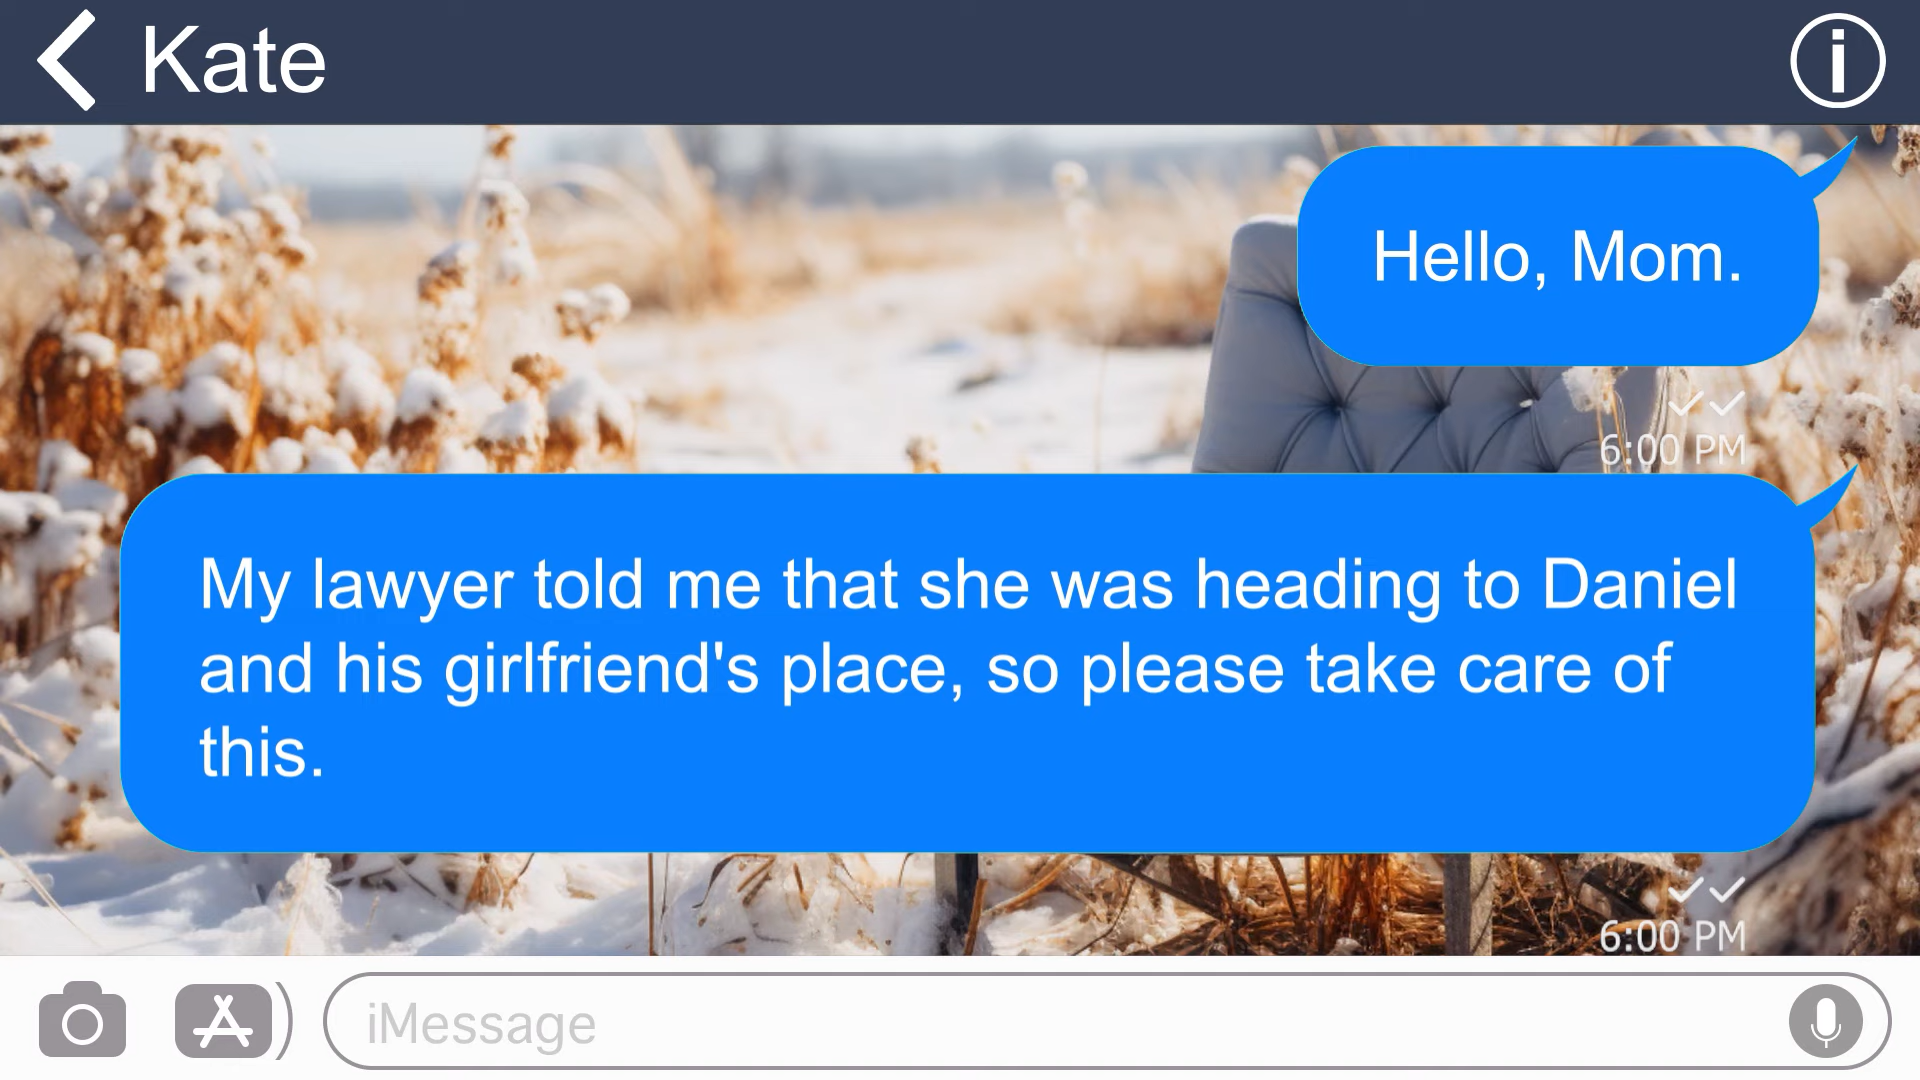 Kate
Hello, Mom.
6:00 PM
My lawyer told me that she was heading to Daniel
and his girlfriend's place, so please take care of
this.
6:00 PM
iMessage